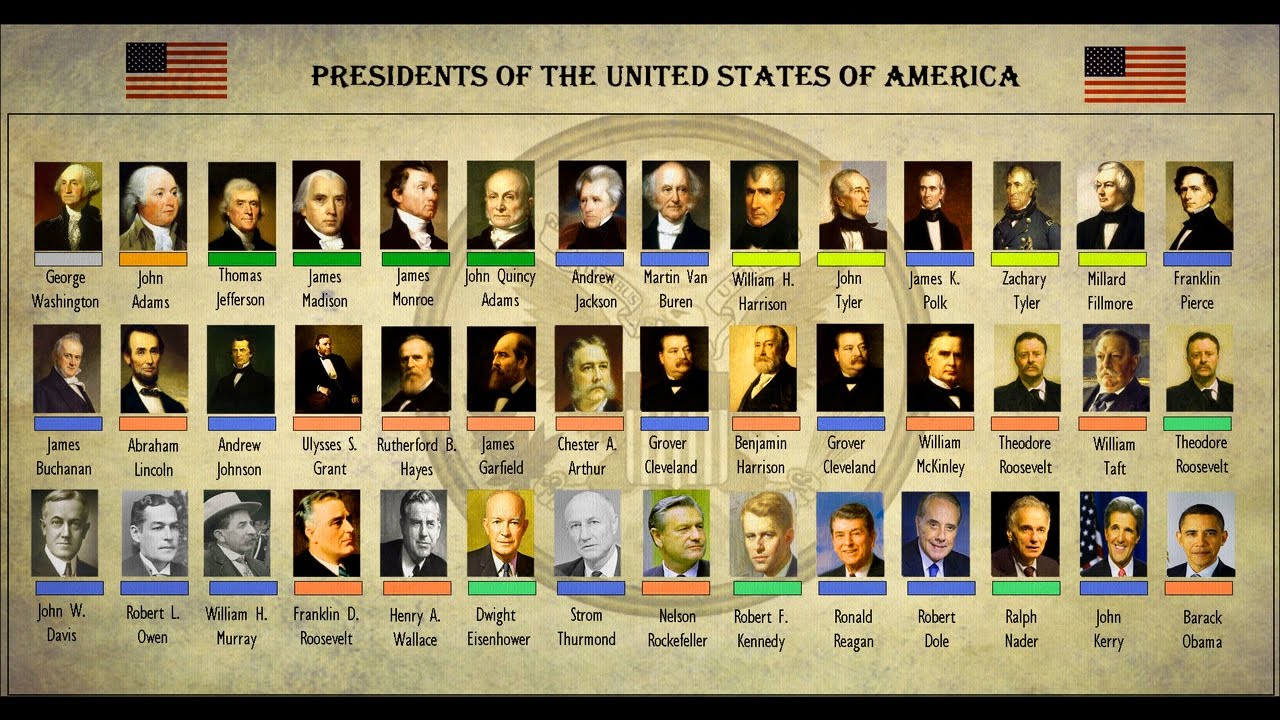 PRESIDENTS OF THE UNITED STATES OF AMERICA
George
Washington
John
Adams
Thomas
Jefferson
James
Madison
James
Monroe
John Quincy
Adams
Andrew
Jackson
Martin Van
Buren
William H.
Harrison
John
Tyler
James K.
Polk
Zachary
Tyler
Millard
Fillmore
Franklin
Pierce
James
Buchanan
Abraham
Lincoln
Andrew
Johnson
Ulysses S.
Grant
Rutherford B.
Hayes
James
Garfield
Chester A.
Arthur
Grover
Cleveland
Benjamin
Harrison
Grover
Cleveland
William
McKinley
Theodore
Roosevelt
William
Taft
Theodore
Roosevelt
John W.
Davis
Robert L.
Owen
William H.
Murray
Franklin D.
Roosevelt
Henry A.
Wallace
Dwight
Eisenhower
Strom
Thurmond
Nelson
Rockefeller
Robert F.
Kennedy
Ronald
Reagan
Robert
Dole
Ralph
Nader
John
Kerry
Barack
Obama